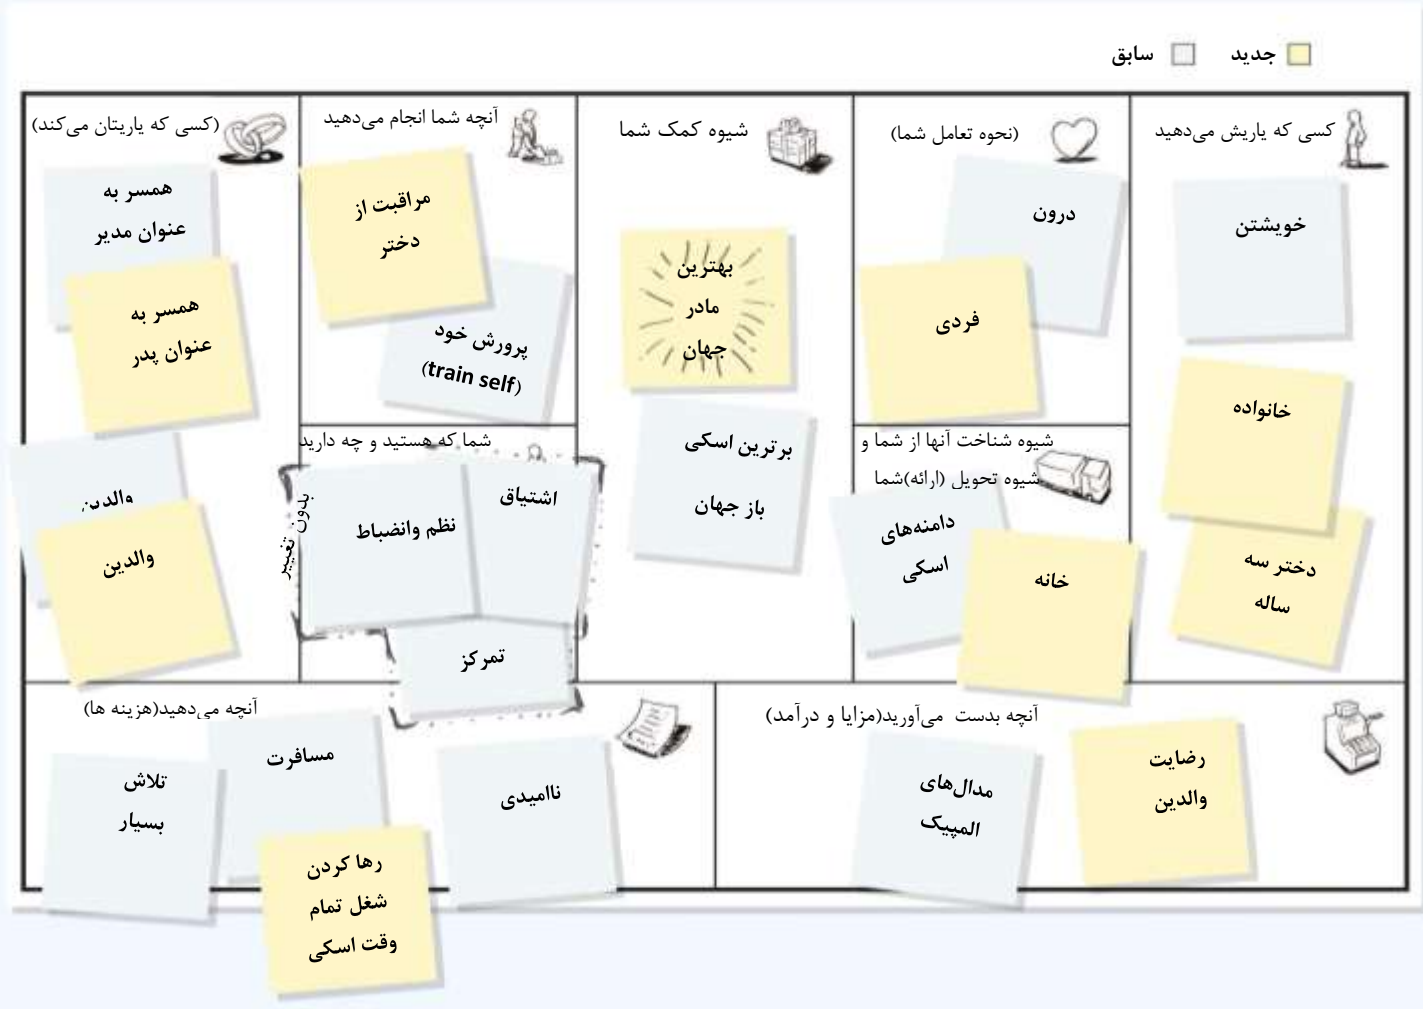 جدید
سابق
کسی که یاریش می‌دهید
خویشتن
خانواده
دختر سه
ساله
(نحوه تعامل شما)
درون
فردی
شیوه شناخت آنها از شما و
شیوه تحویل (ارائه)شما
دامنه‌های
اسکی
خانه
شیوه کمک شما
بهترین
مادر
جهان
برترین اسکی
باز جهان
آنچه شما انجام می‌دهید
مراقبت از
دختر
پرورش خود
(train self)
شما که هستید و چه دارید
بدون تغییر
اشتیاق
نظم وانضباط
تمرکز
(کسی که یاریتان می‌کند)
همسر به
عنوان مدیر
همسر به
عنوان پدر
والدین
والدین
آنچه بدست می‌آورید(مزایا و درآمد)
رضایت
والدین
مدال‌های
المپیک
آنچه می‌دهید(هزینه ها)
ناامیدی
مسافرت
تلاش
بسیار
رها کردن
شغل تمام
وقت اسکی